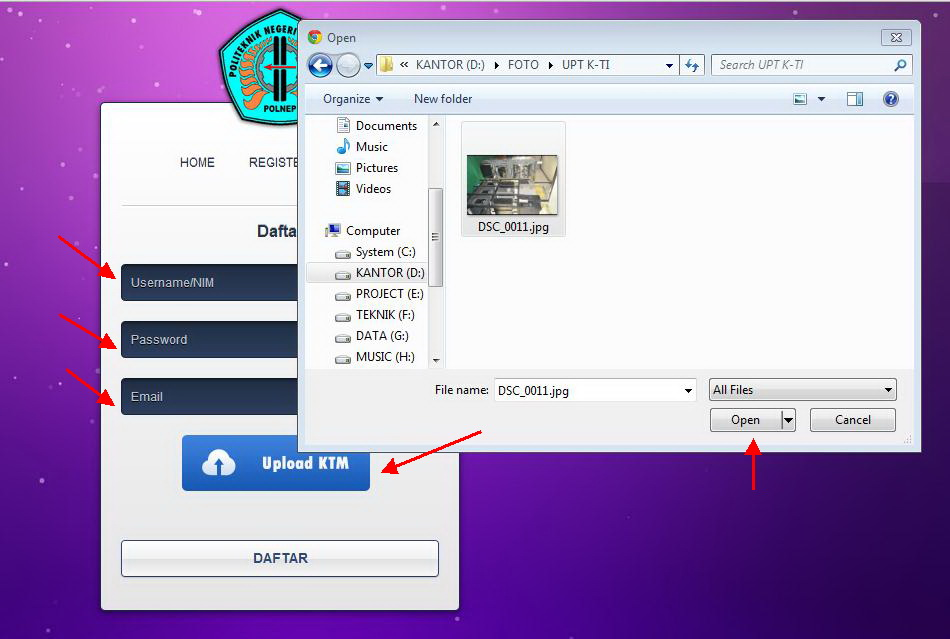 POLITEKNIK NEGERI
POLNEP
HOME
REGISTE
Dafta
Username/NIM
Password
Email
Upload KTM
DAFTAR
Open
« KANTOR (D:) ▸ FOTO ▸ UPT K-TI
Search UPT K-TI
Organize
New folder
Documents
Music
Pictures
Videos
Computer
System (C:)
KANTOR (D:)
PROJECT (E:)
TEKNIK (F:)
DATA (G:)
MUSIC (H:)
DSC_0011.jpg
File name: DSC_0011.jpg
All Files
Open
Cancel